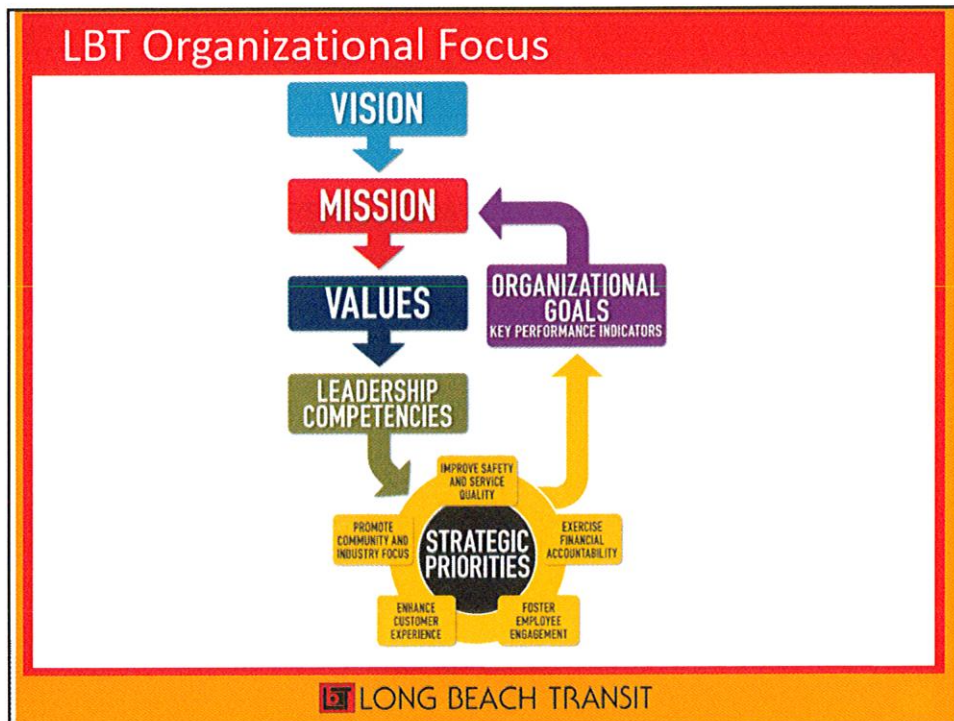 LBT Organizational Focus
VISION
MISSION
VALUES
LEADERSHIP
COMPETENCIES
ORGANIZATIONAL
GOALS
KEY PERFORMANCE INDICATORS
IMPROVE SAFETY
AND SERVICE
QUALITY
PROMOTE
COMMUNITY AND
INDUSTRY FOCUS
STRATEGIC
PRIORITIES
EXERCISE
FINANCIAL
ACCOUNTABILITY
ENHANCE
CUSTOMER
EXPERIENCE
FOSTER
EMPLOYEE
ENGAGEMENT
LBT LONG BEACH TRANSIT